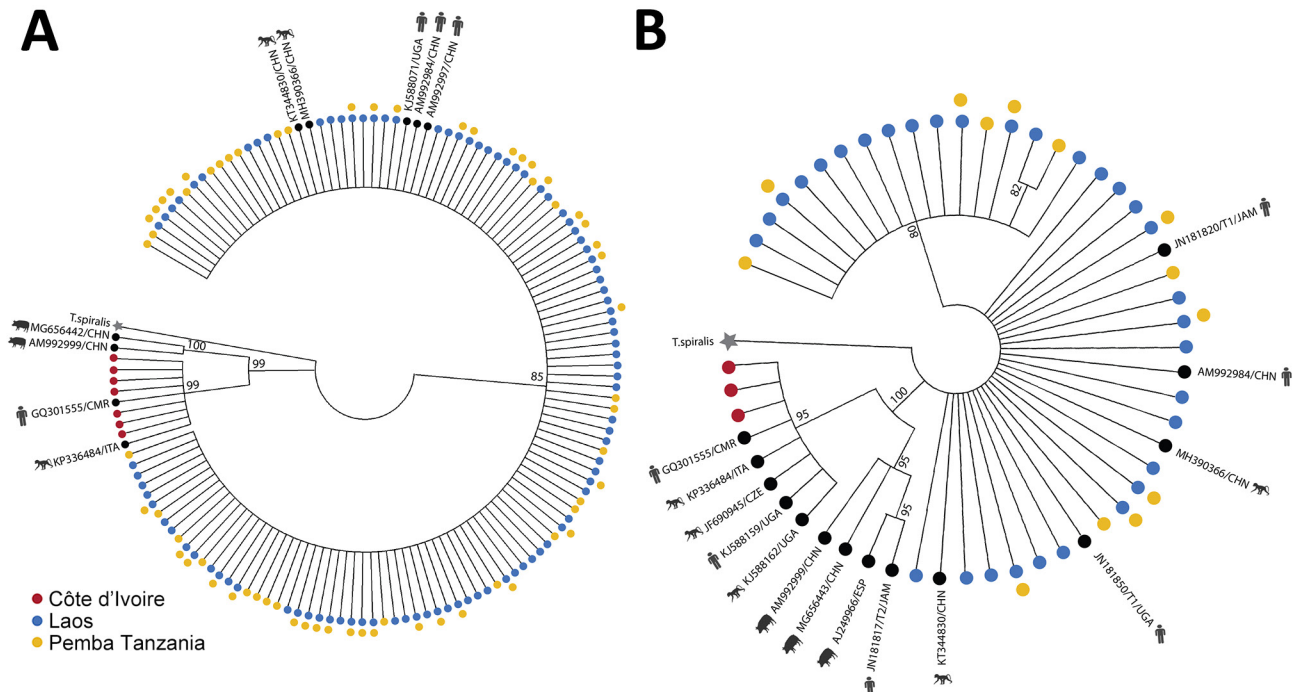 A
KT344830/CHN
MH390366/CHN
KJ588071/UGA
AM992984/CHN
AM992997/CHN
T.spiralis
MG656442/CHN
AM992999/CHN
100
99
99
85
GQ301555/CMR
KP336484/ITA
Côte d'Ivoire
Laos
Pemba Tanzania
B
82
80
JN181820/T1/JAM
T.spiralis
AM992984/CHN
100
95
MH390366/CHN
GQ301555/CMR
95
KP336484/ITA
JF690945/CZE
95
KJ588159/UGA
KJ588162/UGA
AM992999/CHN
MG656443/CHN
AJ249966/ESP
JN181817/T2/JAM
KT344830/CHN
JN181850/T1/UGA